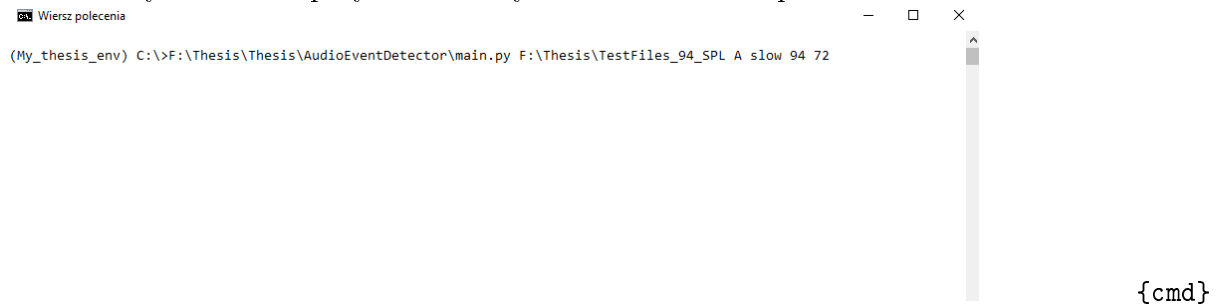 Wiersz polecenia
(My_thesis_env) C:\>F:\Thesis\Thesis\AudioEventDetector\main.py F:\Thesis\TestFiles_94_SPL A slow 94 72
{cmd}